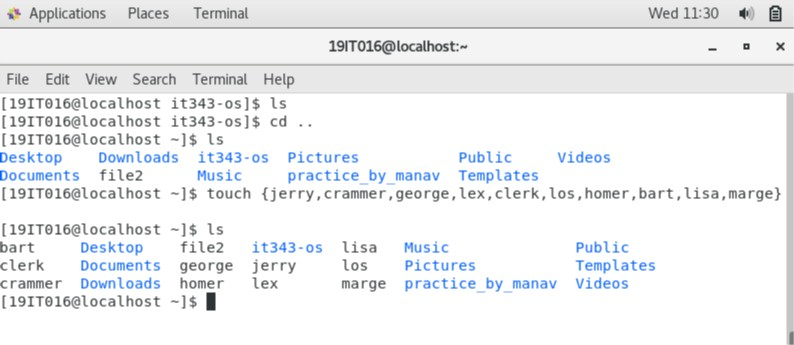 Applications Places Terminal Wed 11:30
19IT016@localhost:~
File Edit View Search Terminal Help
[19IT016@localhost it343-os]$ ls
[19IT016@localhost it343-os]$ cd ..
[19IT016@localhost ~]$ ls
Desktop Downloads it343-os Pictures Public Videos
Documents file2 Music practice_by_manav Templates
[19IT016@localhost ~]$ touch {jerry,crammer,george,lex,clerk,los,homer,bart,lisa,marge}
[19IT016@localhost ~]$ ls
bart Desktop file2 it343-os lisa Music Public
clerk Documents george jerry los Pictures Templates
crammer Downloads homer lex marge practice_by_manav Videos
[19IT016@localhost ~]$